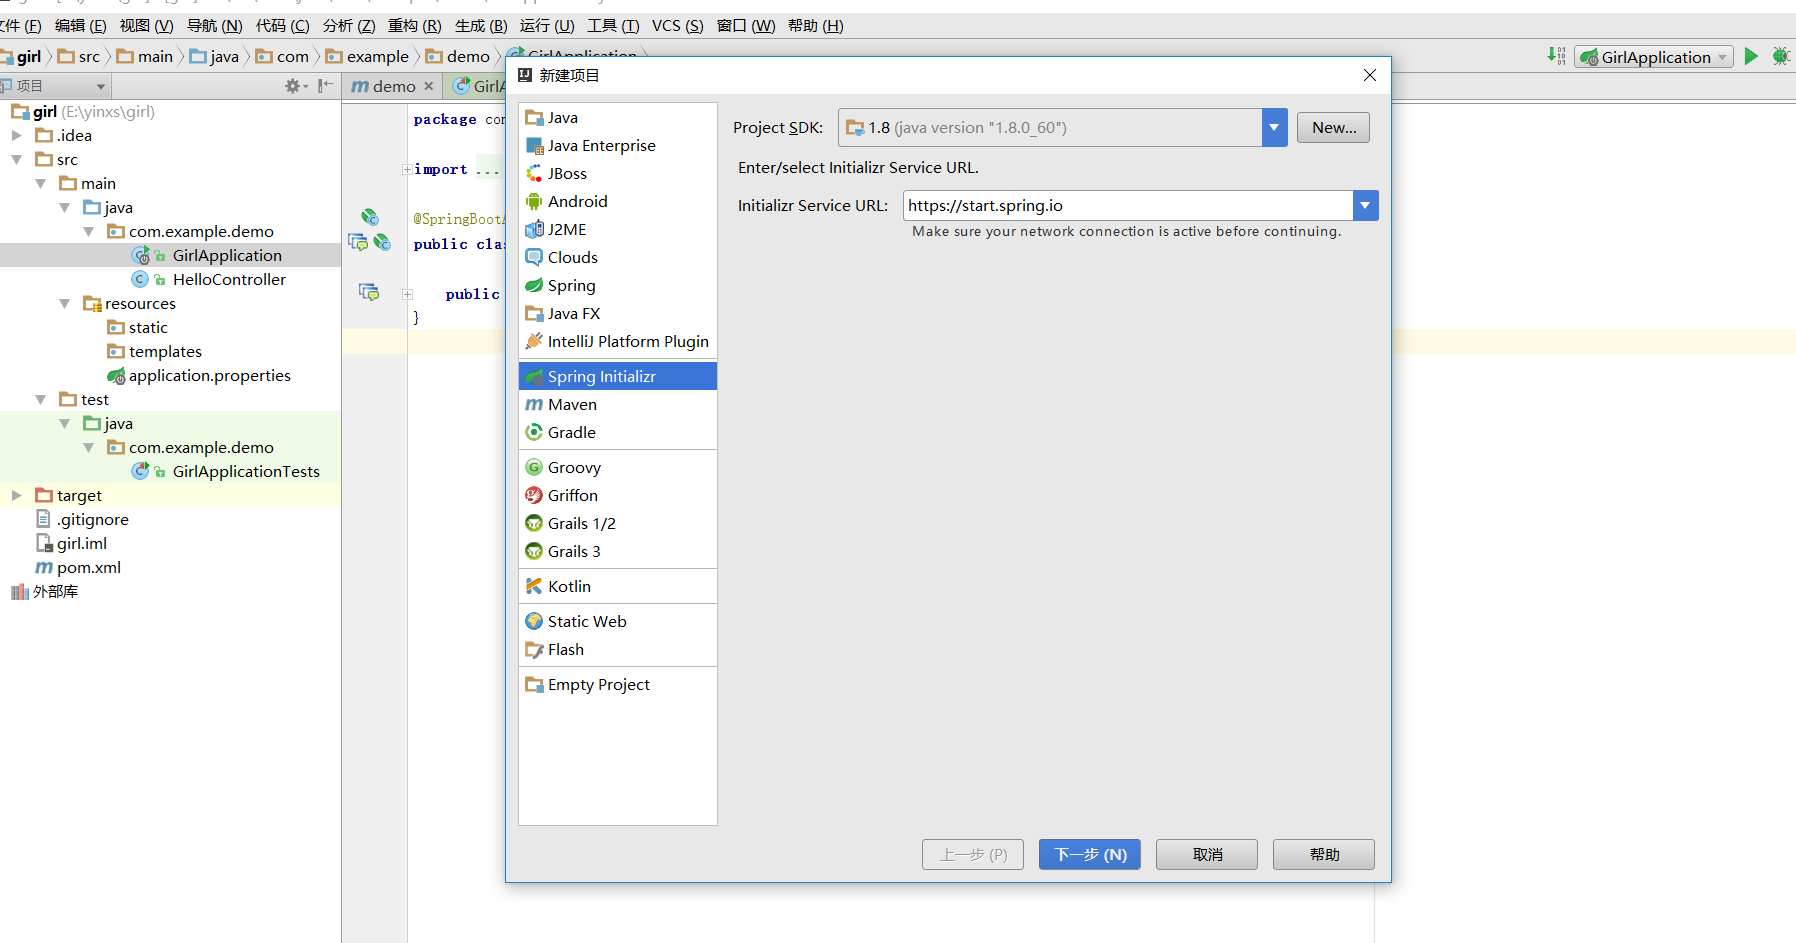 文件 (F) 编辑 (E) 视图 (V) 导航 (N) 代码 (C) 分析 (Z) 重构 (R) 生成 (B) 运行 (U) 工具 (T) VCS (S) 窗口 (W) 帮助 (H)
girl src main java com example demo GirlApplication
GirlApplication
项目
demo
girl (E:\yinxs\girl)
.idea
src
main
java
com.example.demo
GirlApplication
HelloController
resources
static
templates
application.properties
test
java
com.example.demo
GirlApplicationTests
target
.gitignore
girl.iml
pom.xml
外部库
package
import ...
public
}
新建项目
Java
Java Enterprise
JBoss
Android
J2ME
Clouds
Spring
Java FX
IntelliJ Platform Plugin
Spring Initializr
Maven
Gradle
Groovy
Griffon
Grails 1/2
Grails 3
Kotlin
Static Web
Flash
Empty Project
Project SDK: 1.8 (java version "1.8.0_60") New...
Enter/select Initializr Service URL.
Initializr Service URL: https://start.spring.io
Make sure your network connection is active before continuing.
上一步 (P) 下一步 (N) 取消 帮助